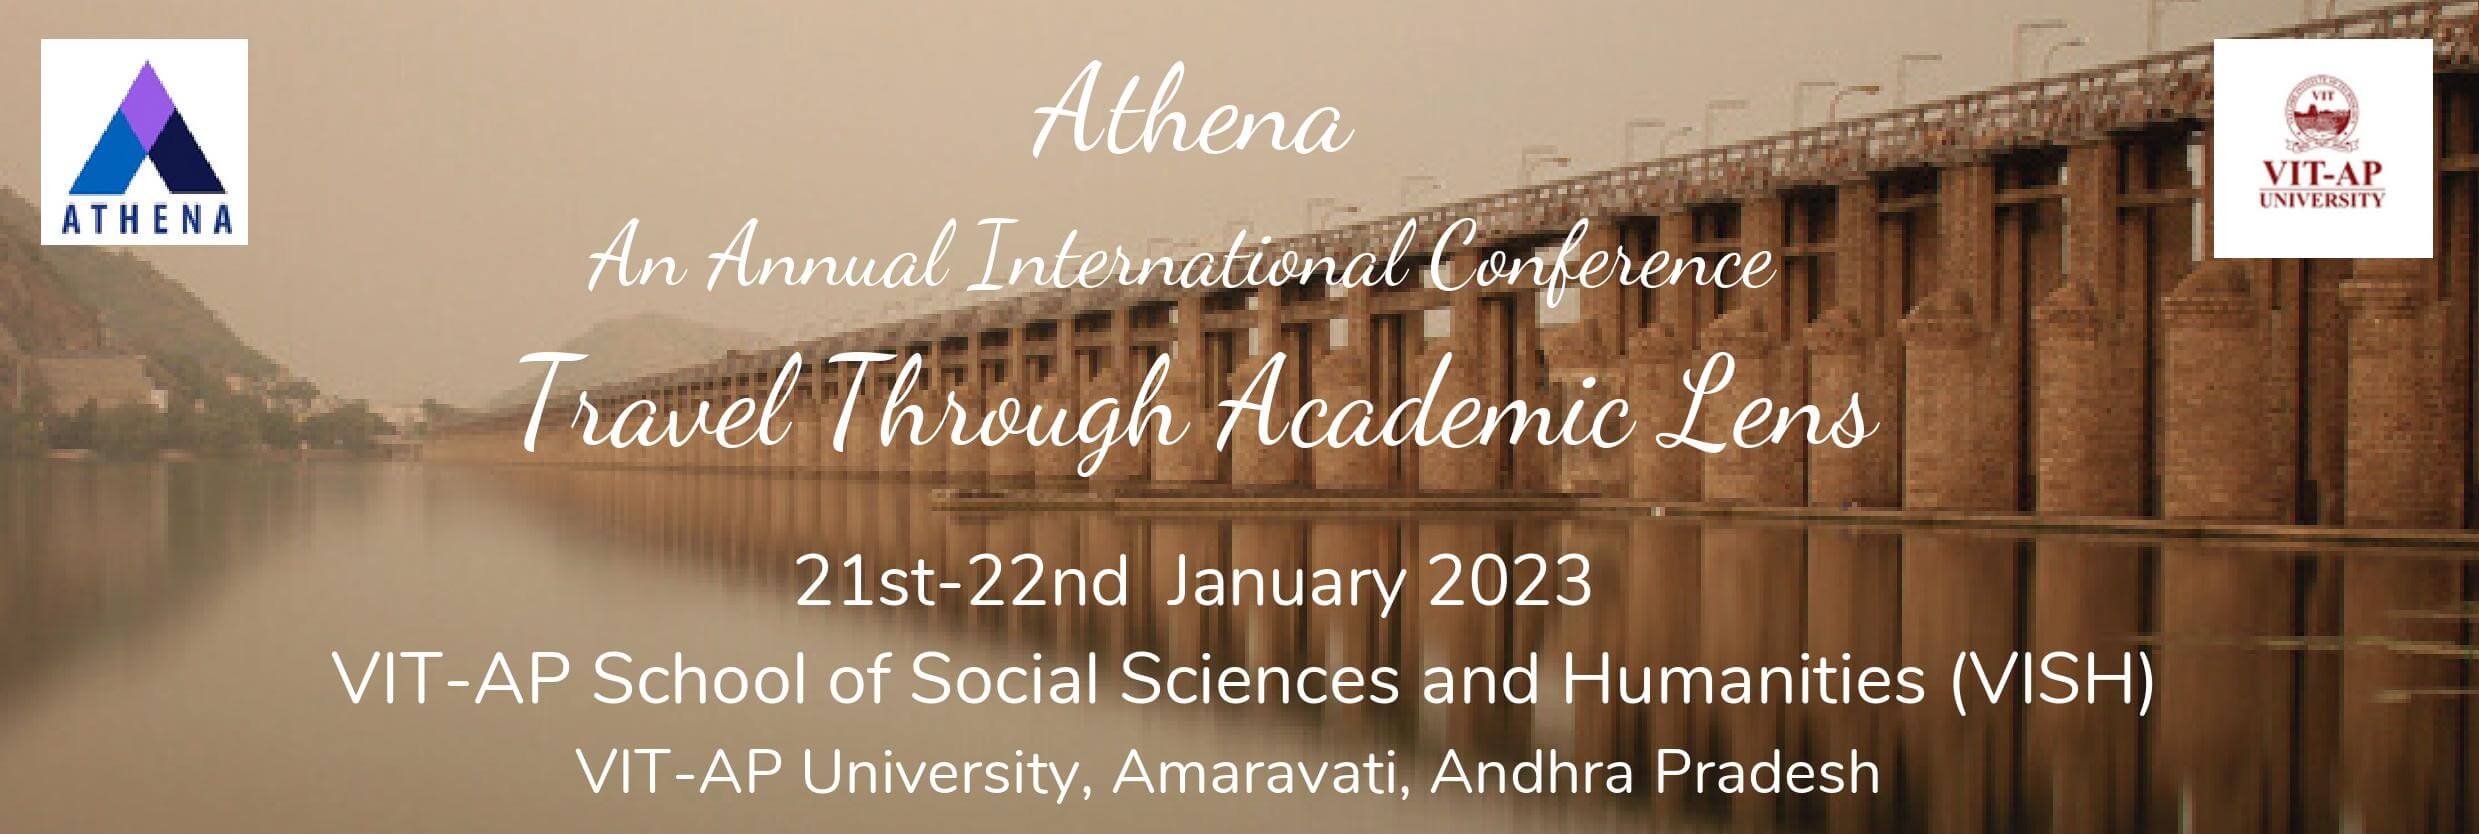 Athena
An Annual International Conference
Travel Through Academic Lens
21st-22nd January 2023
VIT-AP School of Social Sciences and Humanities (VISH)
VIT-AP University, Amaravati, Andhra Pradesh
ATHENA
VIT
VIT-AP
UNIVERSITY